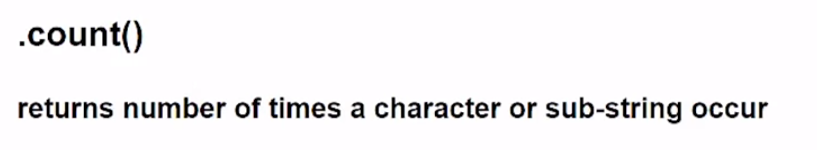 .count()
returns number of times a character or sub-string occur